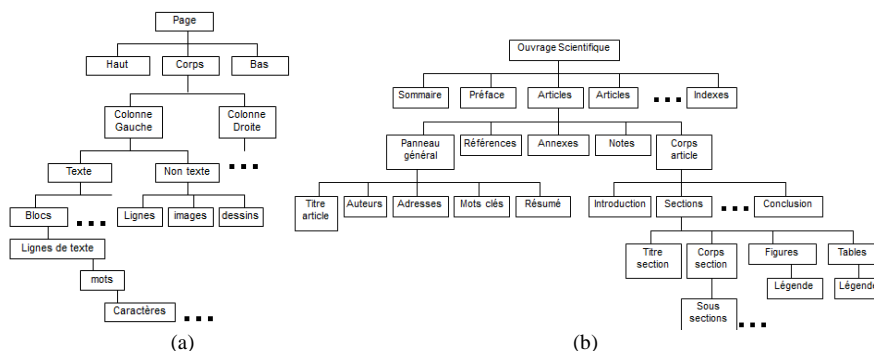 Page
Haut Corps Bas
Colonne
Gauche
Colonne
Droite
Texte Non texte
Blocs Lignes images dessins
Lignes de texte
mots
Caractères
(a)
Ouvrage Scientifique
Sommaire Préface Articles Articles Indexes
Panneau
général
Références Annexes Notes Corps
article
Titre
article
Auteurs Adresses Mots clés Résumé Introduction Sections Conclusion
Titre
section
Corps
section
Figures Tables
Légende Légende
Sous
sections
(b)